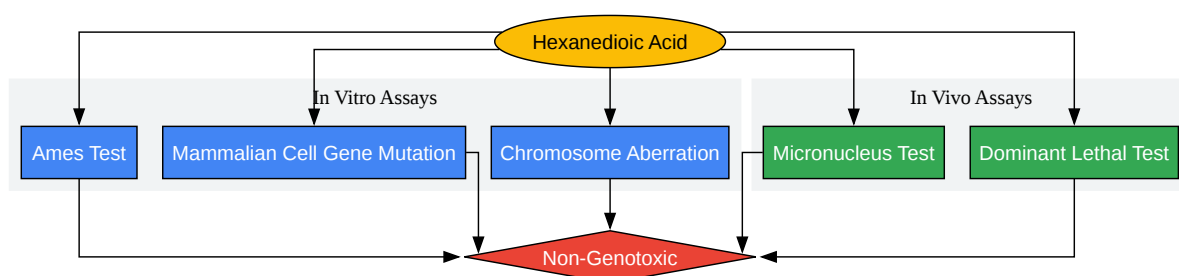 Hexanedioic Acid
In Vitro Assays
In Vivo Assays
Ames Test
Mammalian Cell Gene Mutation
Chromosome Aberration
Micronucleus Test
Dominant Lethal Test
Non-Genotoxic